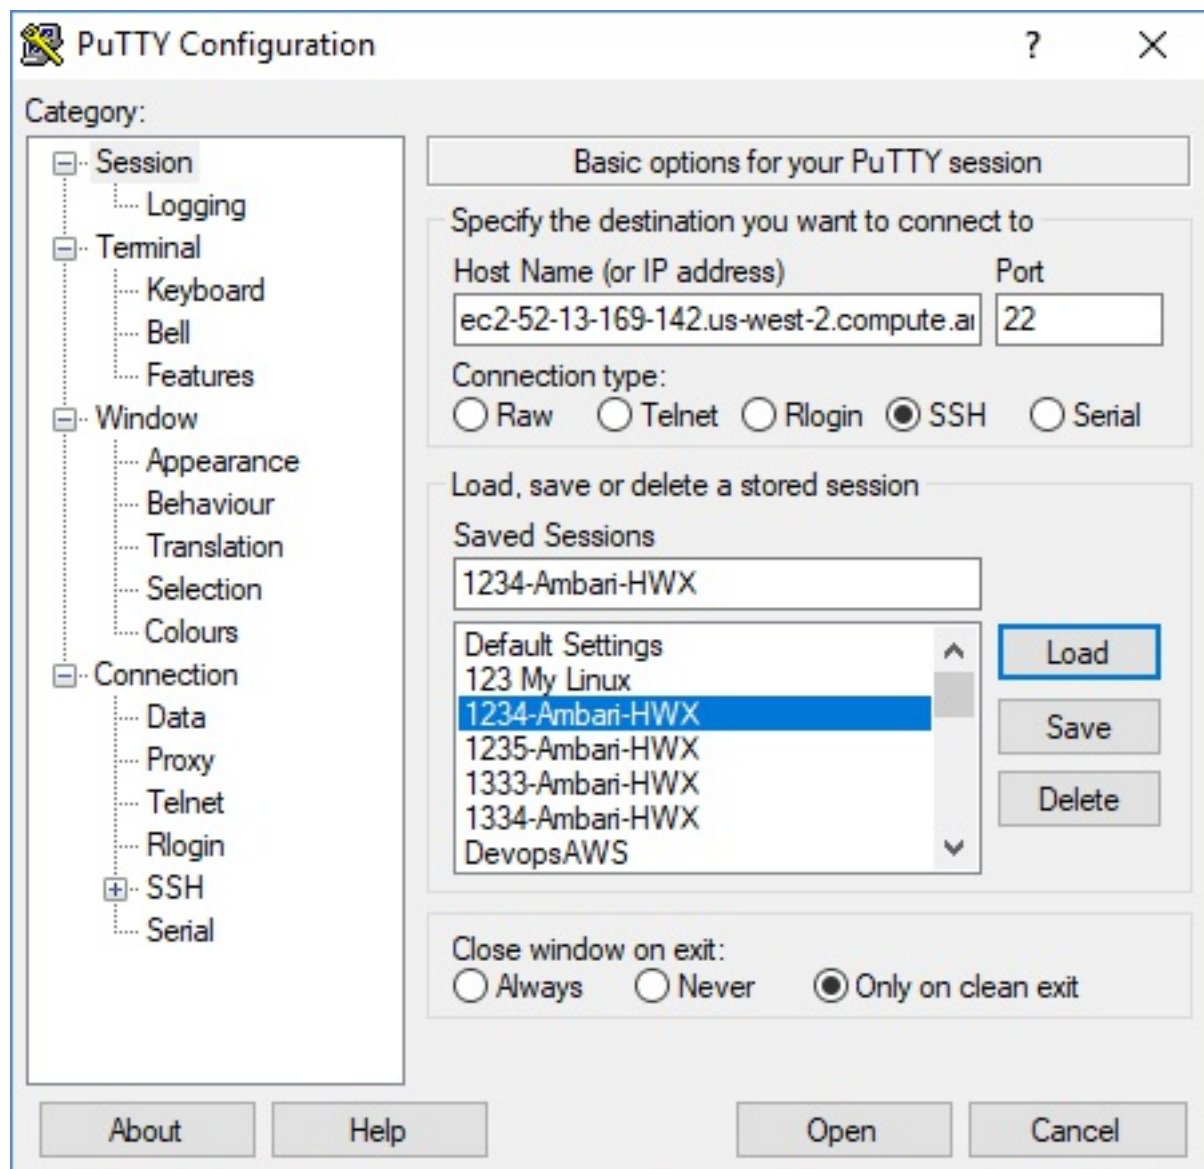 PuTTY Configuration
?
Category:
Session
Logging
Terminal
Keyboard
Bell
Features
Window
Appearance
Behaviour
Translation
Selection
Colours
Connection
Data
Proxy
Telnet
Rlogin
SSH
Serial
Basic options for your PuTTY session
Specify the destination you want to connect to
Host Name (or IP address) Port
ec2-52-13-169-142.us-west-2.compute. 22
Connection type:
Raw Telnet Rlogin SSH Serial
Load, save or delete a stored session
Saved Sessions
1234-Ambari-HWX
Default Settings
123 My Linux
1234-Ambari-HWX
1235-Ambari-HWX
1333-Ambari-HWX
1334-Ambari-HWX
DevopsAWS
Load
Save
Delete
Close window on exit:
Always Never Only on clean exit
About Help Open Cancel